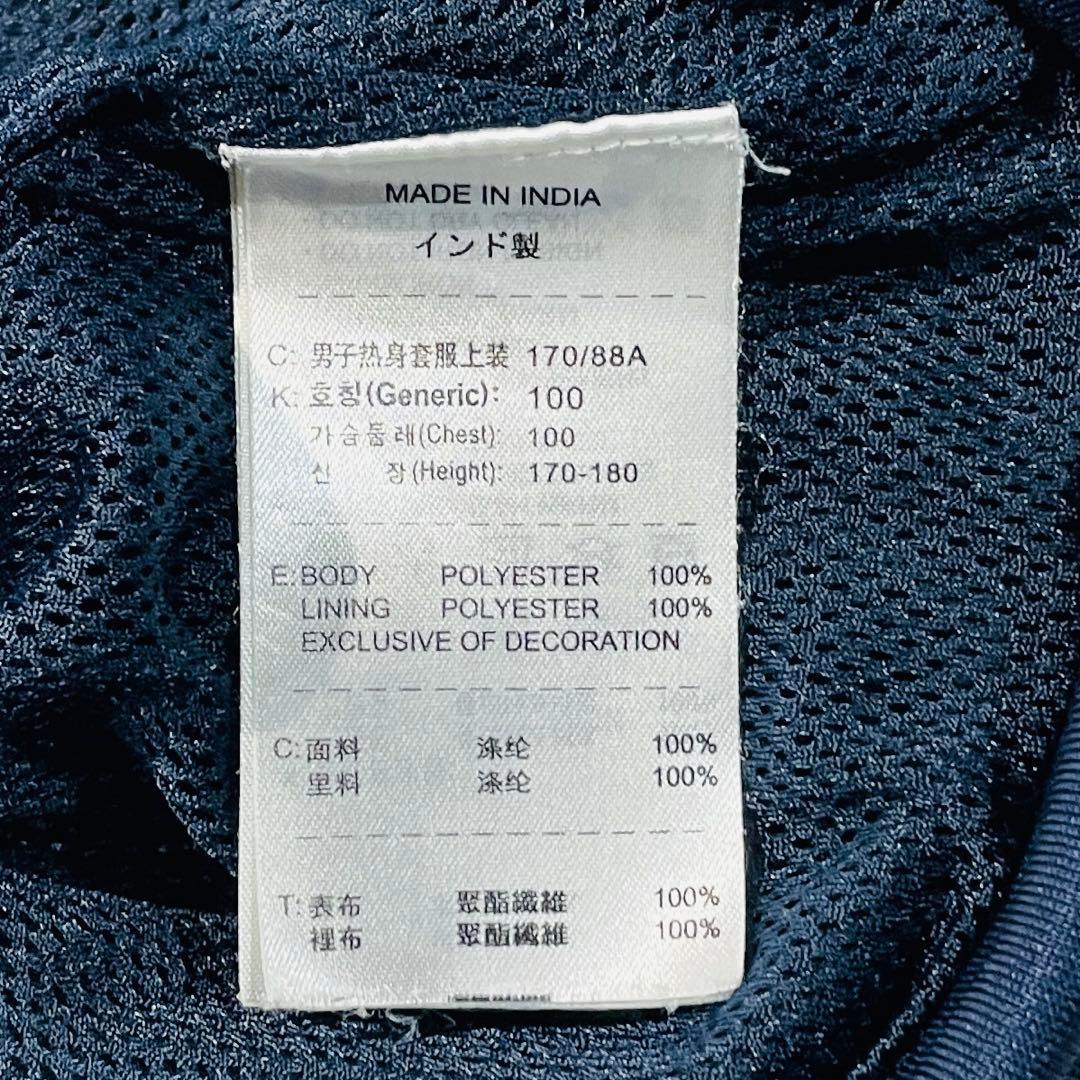 MADE IN INDIA
インド製
C: 男子热身套服上装 170/88A
K: 호칭(Generic): 100
가슴둘레(Chest): 100
신 장(Height): 170-180
E: BODY POLYESTER 100%
LINING POLYESTER 100%
EXCLUSIVE OF DECORATION
C: 面料 涤纶 100%
里料 涤纶 100%
T: 表布 聚酯纖維 100%
裡布 聚酯纖維 100%